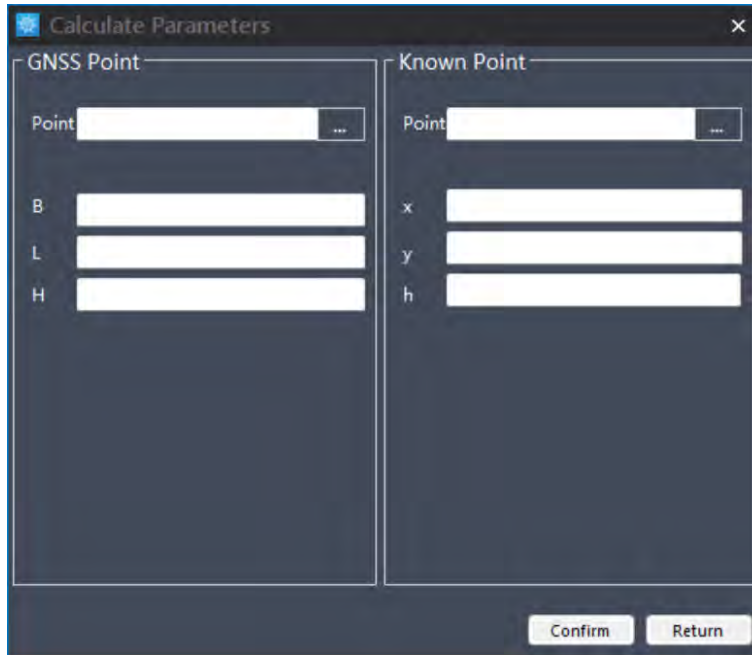 Calculate Parameters ×
GNSS Point
Point ...
B
L
H
Known Point
Point ...
x
y
h
Confirm Return